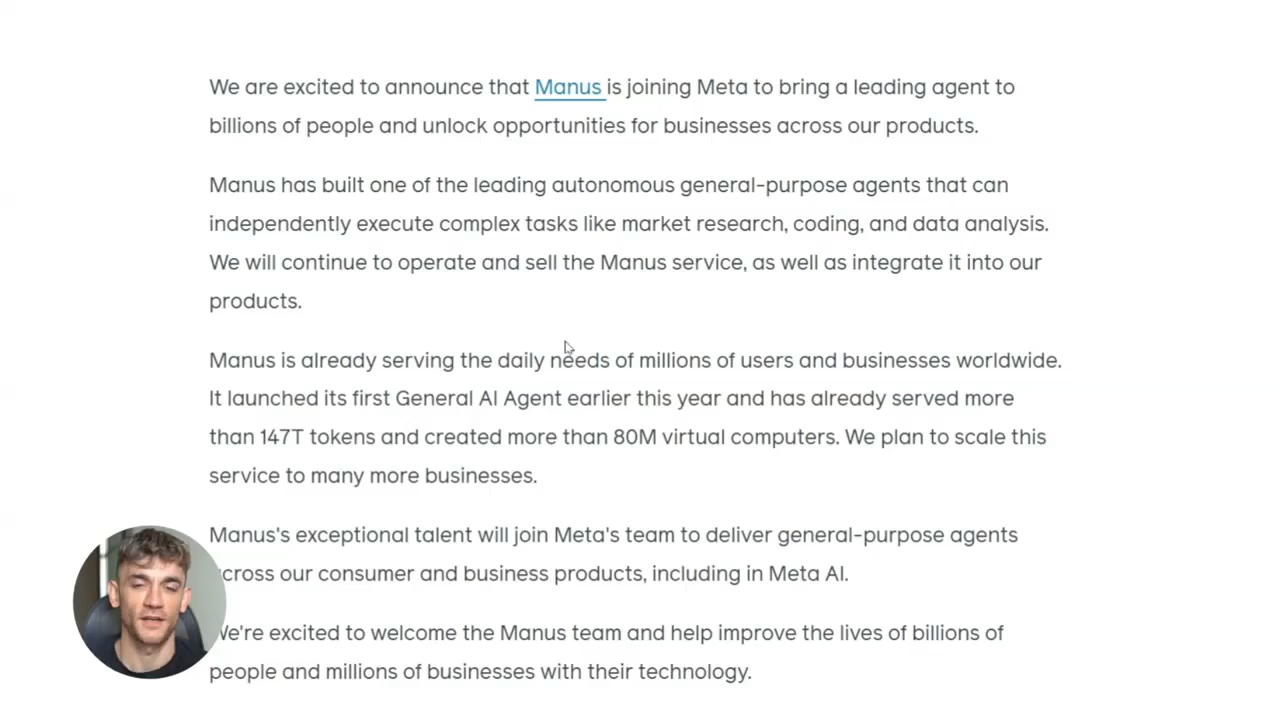 We are excited to announce that Manus is joining Meta to bring a leading agent to
billions of people and unlock opportunities for businesses across our products.
Manus has built one of the leading autonomous general-purpose agents that can
independently execute complex tasks like market research, coding, and data analysis.
We will continue to operate and sell the Manus service, as well as integrate it into our
products.
Manus is already serving the daily needs of millions of users and businesses worldwide.
It launched its first General AI Agent earlier this year and has already served more
than 147T tokens and created more than 80M virtual computers. We plan to scale this
service to many more businesses.
Manus's exceptional talent will join Meta's team to deliver general-purpose agents
across our consumer and business products, including in Meta AI.
We're excited to welcome the Manus team and help improve the lives of billions of
people and millions of businesses with their technology.